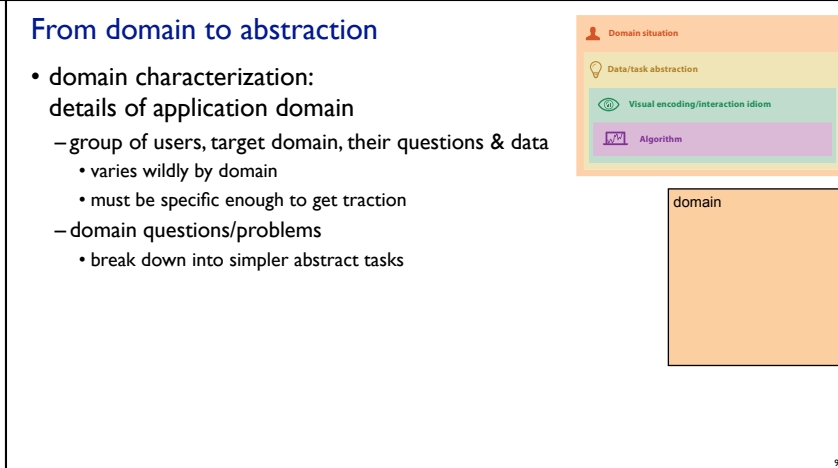 From domain to abstraction
• domain characterization:
details of application domain
– group of users, target domain, their questions & data
• varies wildly by domain
• must be specific enough to get traction
– domain questions/problems
• break down into simpler abstract tasks
Domain situation
Data/task abstraction
Visual encoding/interaction idiom
Algorithm
domain